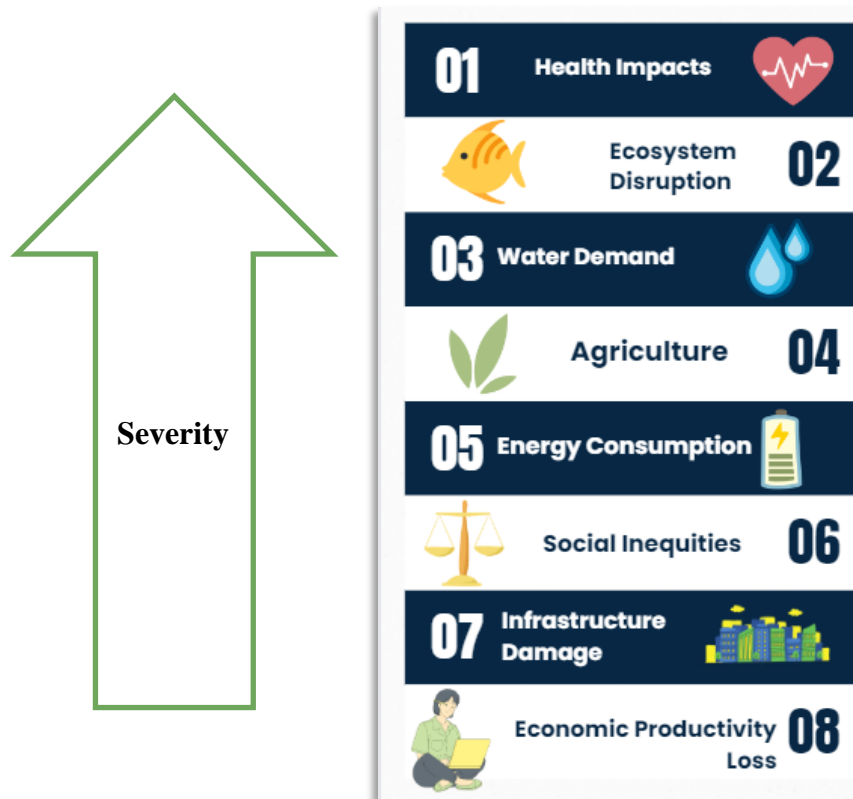 Severity
01 Health Impacts
Ecosystem
Disruption 02
03 Water Demand
Agriculture 04
05 Energy Consumption
Social Inequities 06
07 Infrastructure
Damage
Economic Productivity 08
Loss